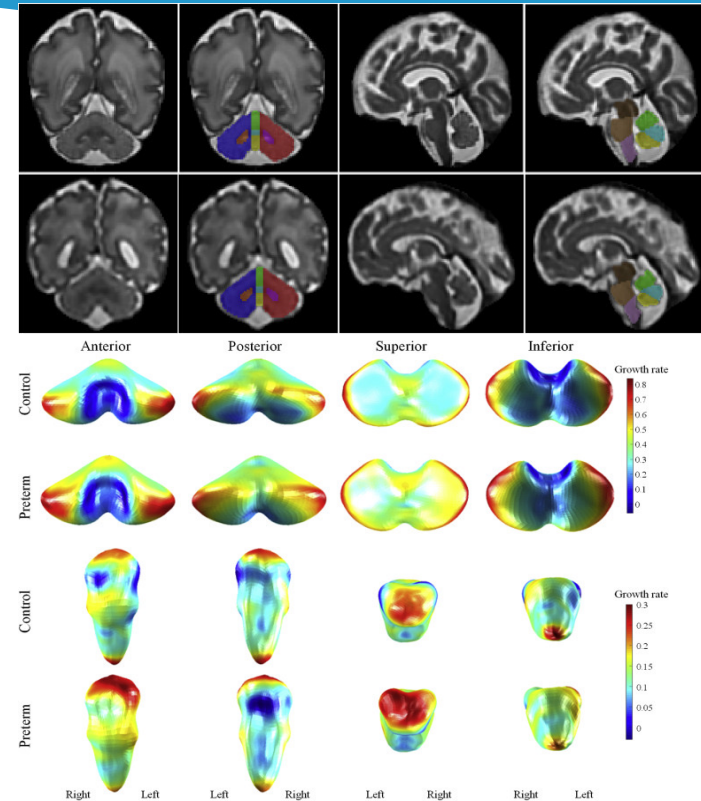 Anterior Posterior Superior Inferior
Growth rate
Control
0.8
0.7
0.6
0.5
0.4
0.3
0.2
0.1
0
Preterm
Control
Growth rate
0.3
0.25
0.2
0.15
0.1
0.05
0
Preterm
Right Left Left Right Left Right Right Left